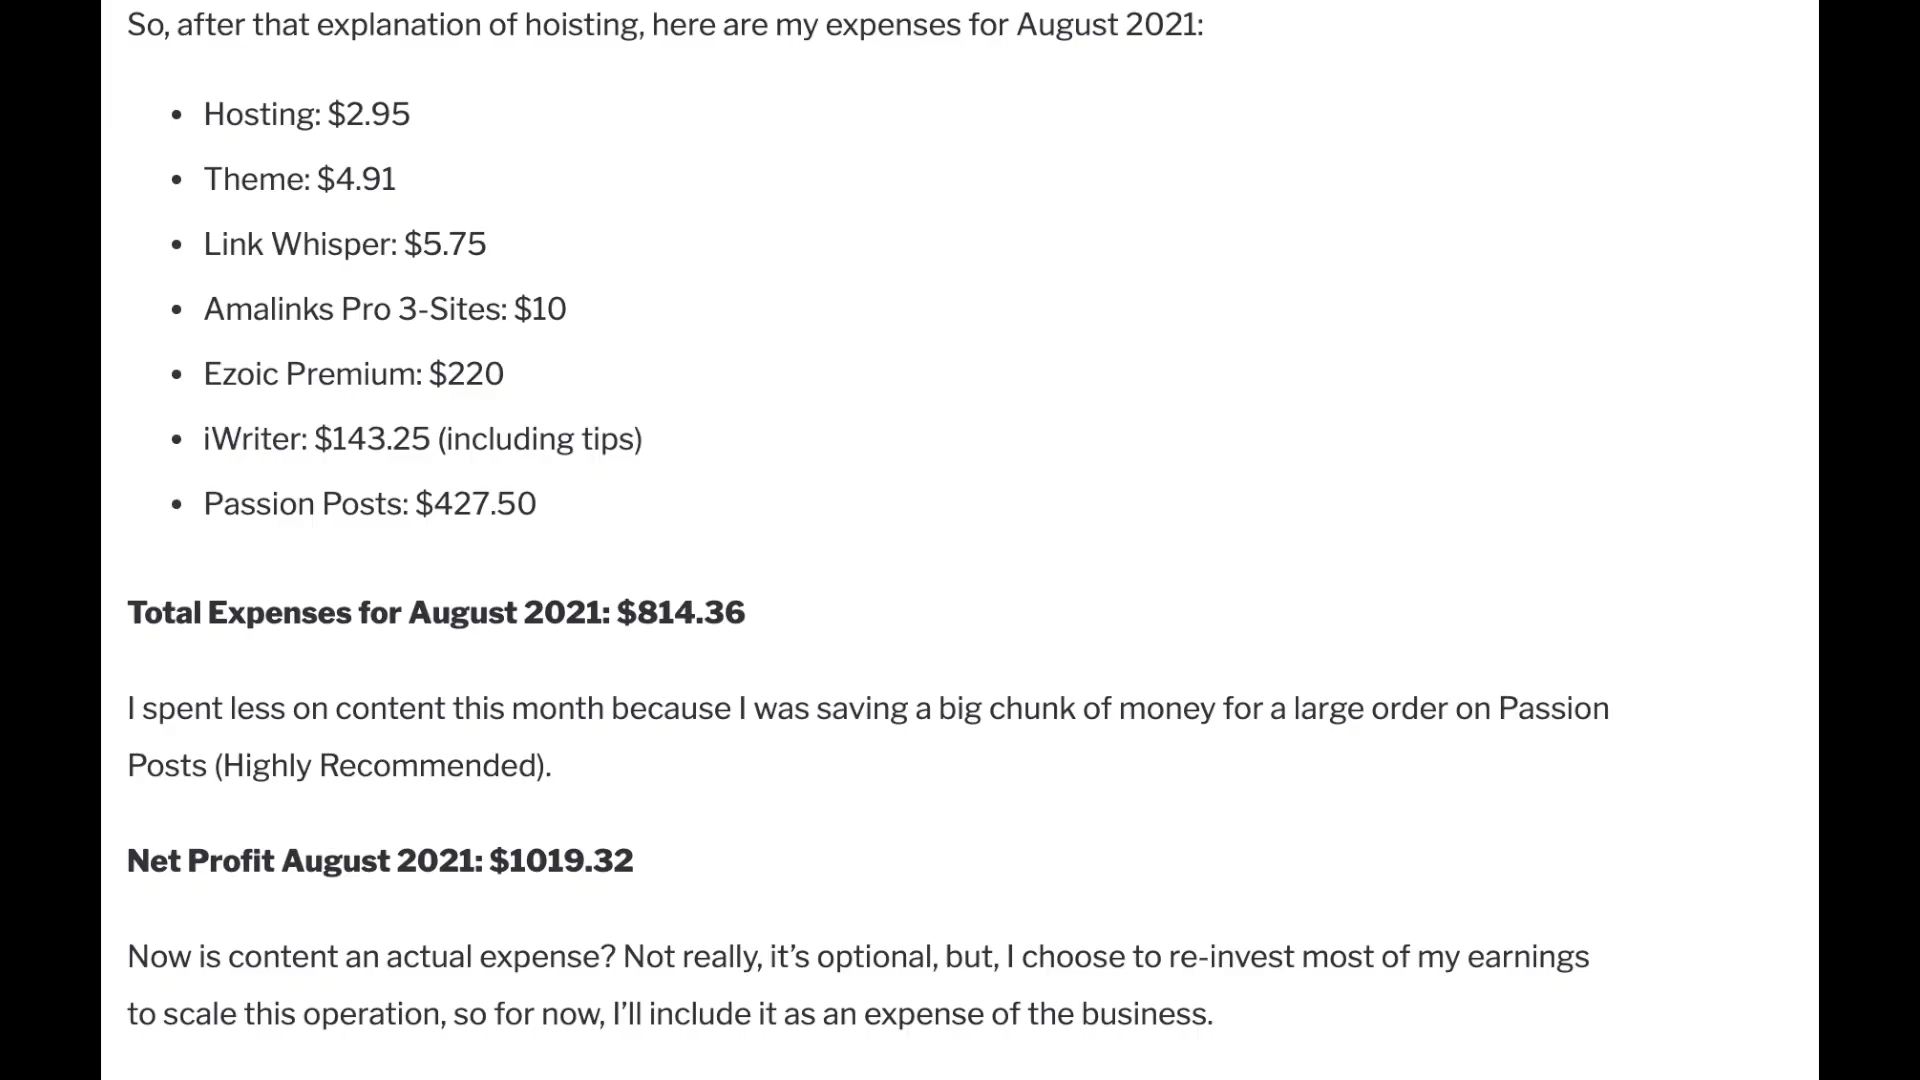 So, after that explanation of hoisting, here are my expenses for August 2021:
• Hosting: $2.95
• Theme: $4.91
• Link Whisper: $5.75
• Amalinks Pro 3-Sites: $10
• Ezoic Premium: $220
• iWriter: $143.25 (including tips)
• Passion Posts: $427.50
Total Expenses for August 2021: $814.36
I spent less on content this month because I was saving a big chunk of money for a large order on Passion
Posts (Highly Recommended).
Net Profit August 2021: $1019.32
Now is content an actual expense? Not really, it’s optional, but, I choose to re-invest most of my earnings
to scale this operation, so for now, I’ll include it as an expense of the business.